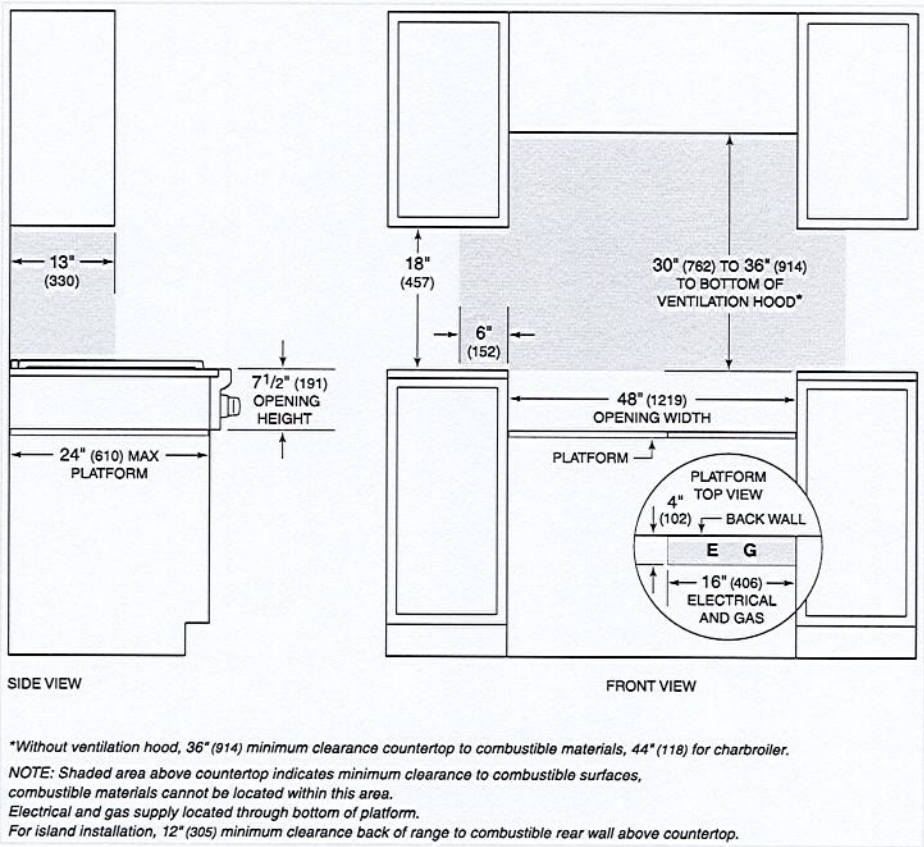 13"
(330)
7 1/2" (191)
OPENING
HEIGHT
24" (610) MAX
PLATFORM
SIDE VIEW
18"
(457)
6"
(152)
30" (762) TO 36" (914)
TO BOTTOM OF
VENTILATION HOOD*
48" (1219)
OPENING WIDTH
PLATFORM
PLATFORM
TOP VIEW
4"
(102)
BACK WALL
E G
16" (406)
ELECTRICAL
AND GAS
FRONT VIEW
*Without ventilation hood, 36" (914) minimum clearance countertop to combustible materials, 44" (118) for charbroiler.
NOTE: Shaded area above countertop indicates minimum clearance to combustible surfaces,
combustible materials cannot be located within this area.
Electrical and gas supply located through bottom of platform.
For island installation, 12" (305) minimum clearance back of range to combustible rear wall above countertop.